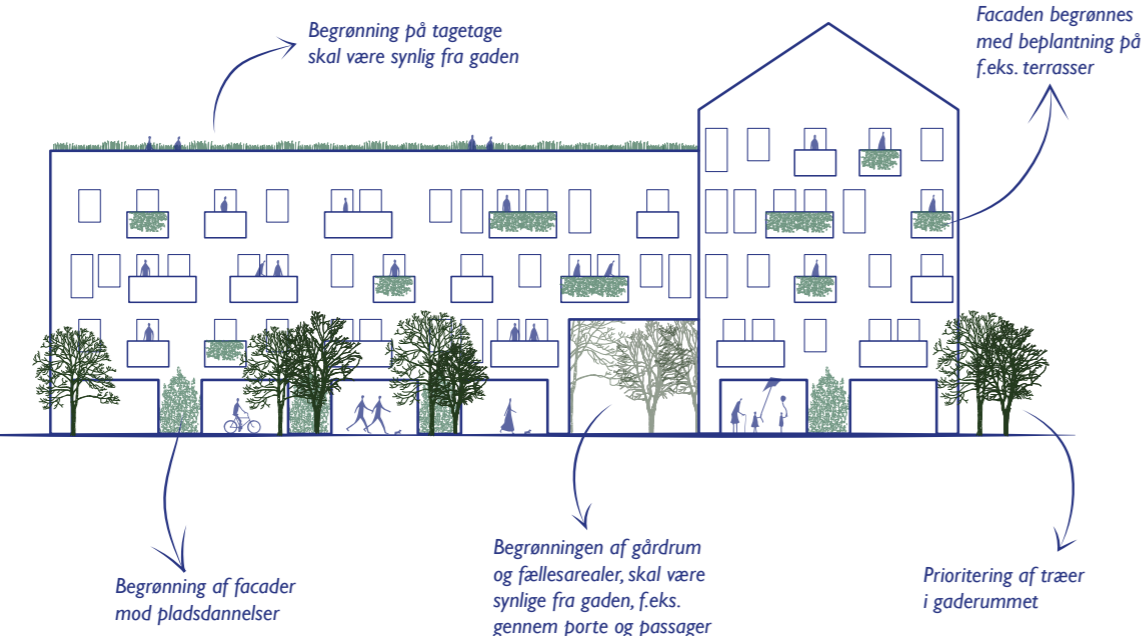 Begrønning på tagetage
skal være synlig fra gaden
Facaden begrønnes
med beplantning på
f.eks. terrasser
Begrønning af facader
mod pladsdannelser
Begrønningen af gårdrum
og fællesarealer, skal være
synlige fra gaden, f.eks.
gennem porte og passager
Prioritering af træer
i gaderummet